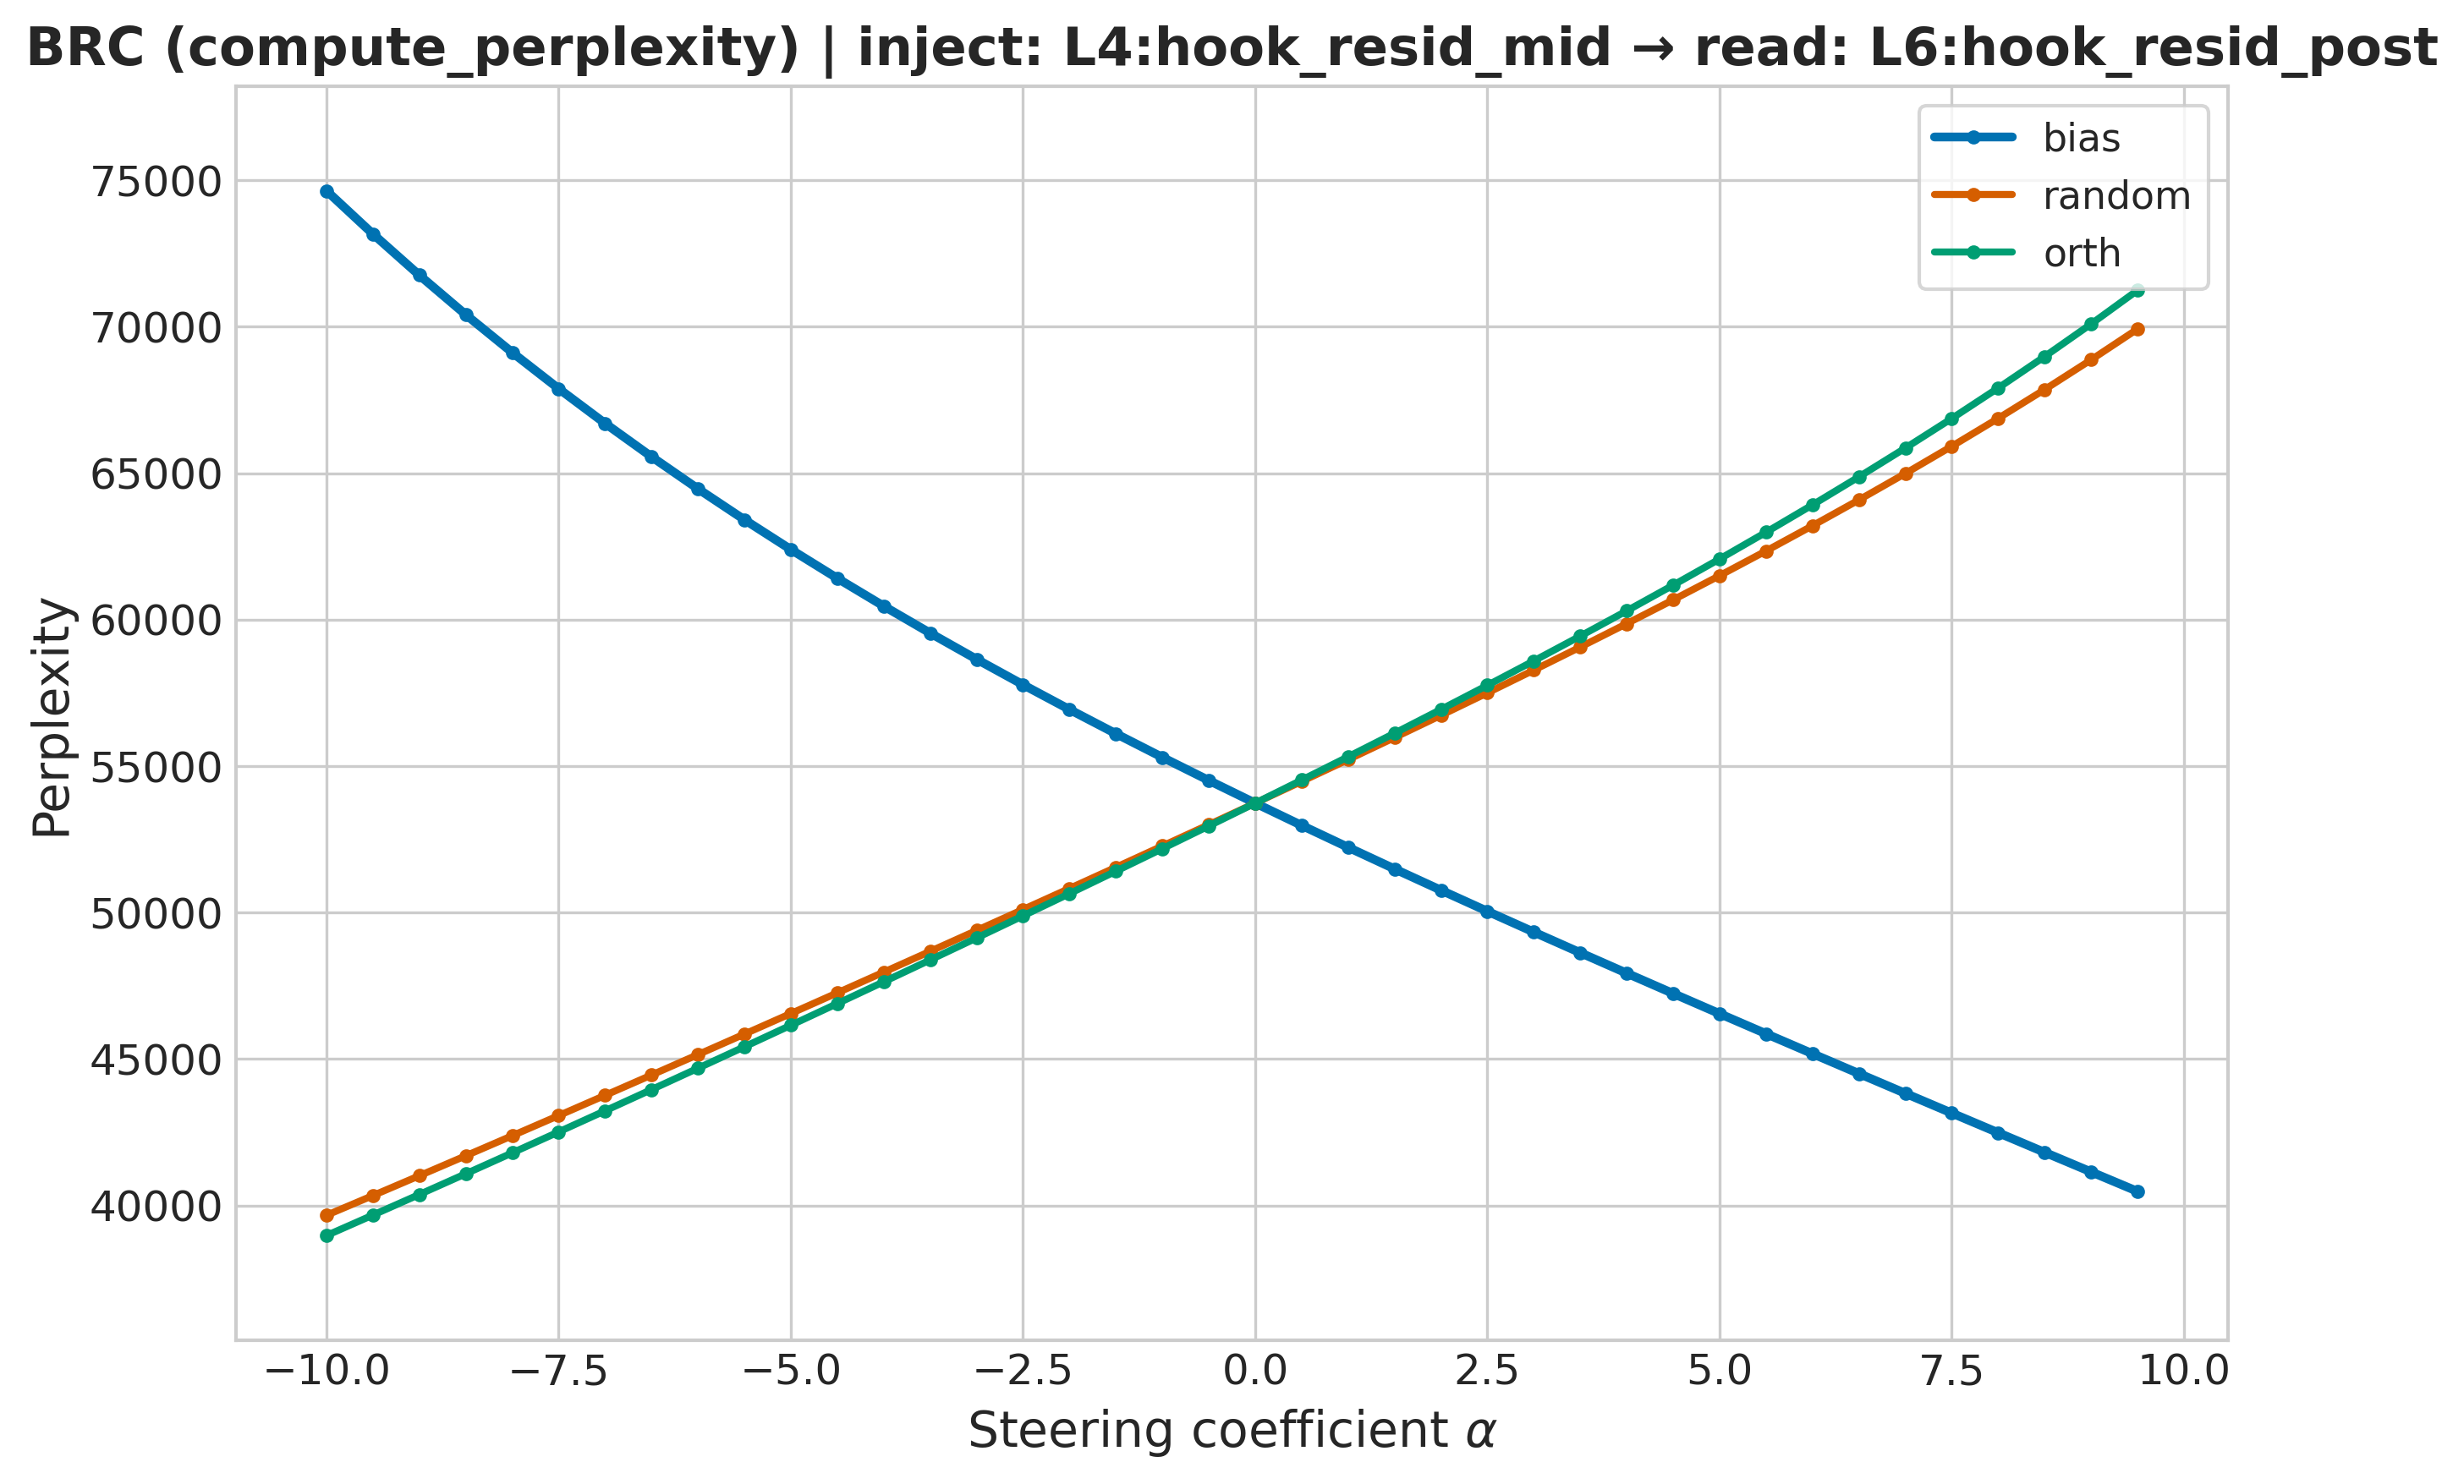 BRC (compute_perplexity) | inject: L4:hook_resid_mid → read: L6:hook_resid_post
bias
random
orth
Perplexity
75000
70000
65000
60000
55000
50000
45000
40000
−10.0 −7.5 −5.0 −2.5 0.0 2.5 5.0 7.5 10.0
Steering coefficient α